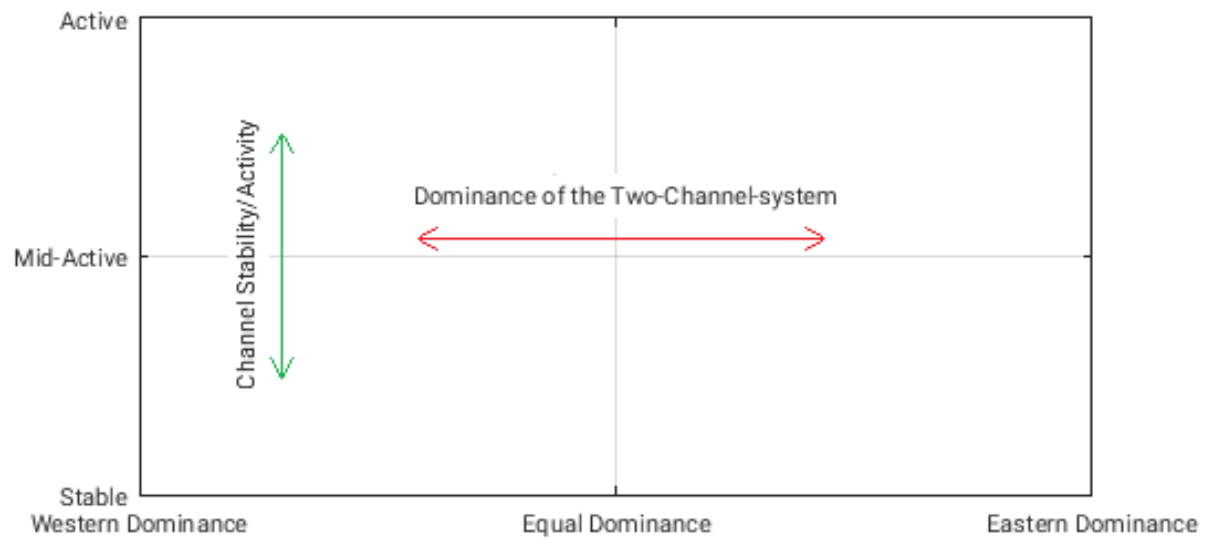 Active
Channel Stability/Activity
Dominance of the Two-Channel-system
Mid-Active
Stable
Western Dominance
Equal Dominance
Eastern Dominance